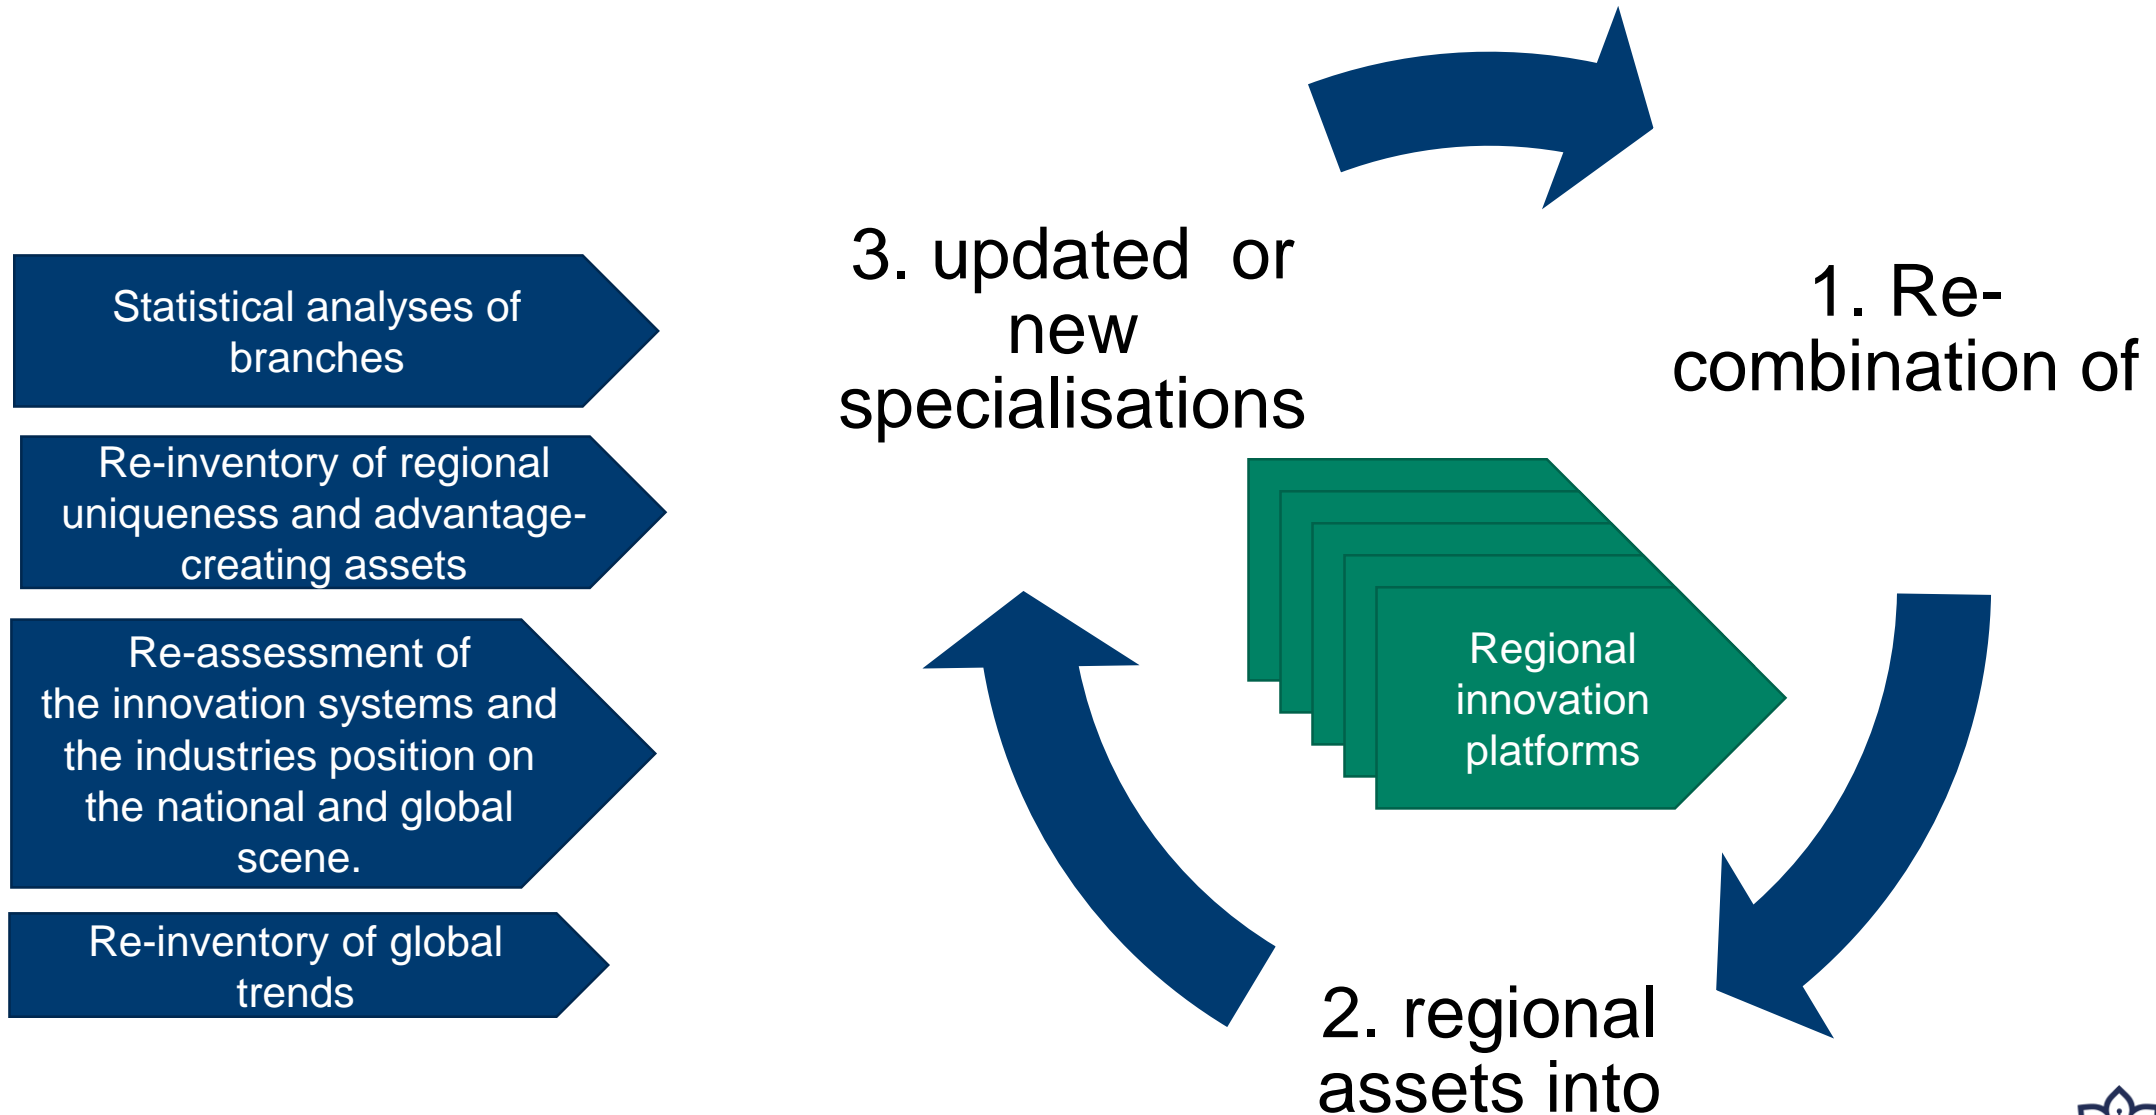 Statistical analyses of
branches
Re-inventory of regional
uniqueness and advantage-
creating assets
Re-assessment of
the innovation systems and
the industries position on
the national and global
scene.
Re-inventory of global
trends
3. updated  or
new
specialisations
1. Re-
combination of
Regional
innovation
platforms
2. regional
assets into